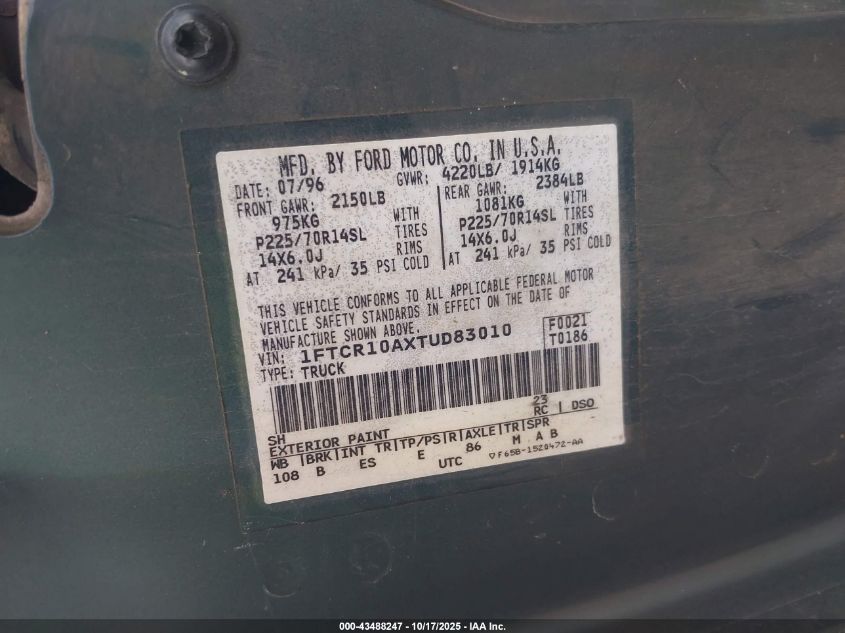 MFD. BY FORD MOTOR CO. IN U.S.A.
DATE: 07/96 GVWR: 4220LB/ 1914KG
FRONT GAWR: 2150LB REAR GAWR: 2384LB
975KG WITH 1081KG WITH
P225/70R14SL TIRES P225/70R14SL TIRES
14X6.0J RIMS 14X6.0J RIMS
AT 241 kPa/ 35 PSI COLD AT 241 kPa/ 35 PSI COLD
THIS VEHICLE CONFORMS TO ALL APPLICABLE FEDERAL MOTOR
VEHICLE SAFETY STANDARDS IN EFFECT ON THE DATE OF
MANUFACTURE SHOWN ABOVE.
VIN: 1FTCR10AXTUD83010 F0021
TYPE: TRUCK T0186
23
SH RC | DSO
EXTERIOR PAINT
WB |BRK|INT TR|TP/PS|R|AXLE|TR|SPR
108 B ES E 86 M A B
UTC ▽F65B-1520472-AA
000-43488247 - 10/17/2025 - IAA Inc.